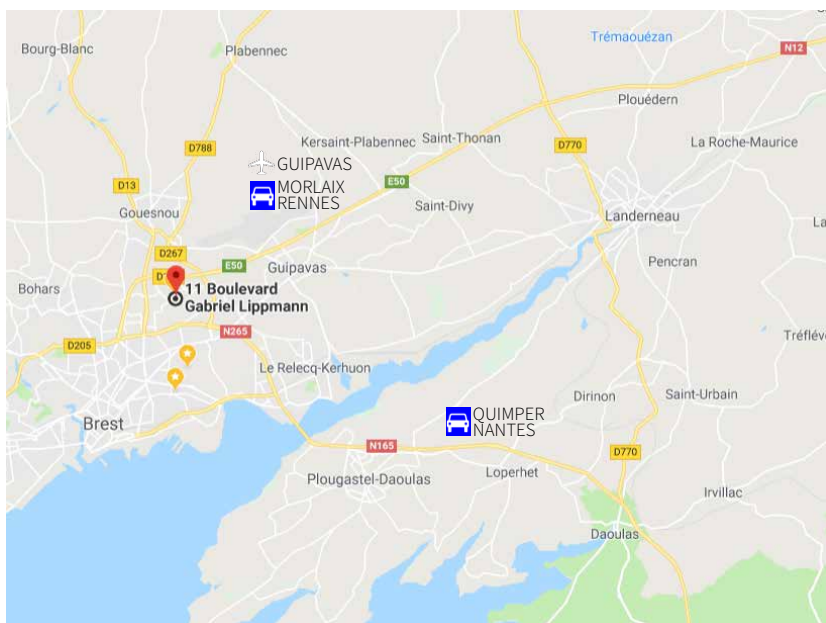 Trémaouézan
Bourg-Blanc
Plabennec
N12
Plouédern
Kersaint-Plabennec
Saint-Thonan
D770
La Roche-Maurice
D788
GUIPAVAS
D13
MORLAIX
RENNES
E50
Saint-Divy
Gouesnou
Landerneau
La
D267
E50
Guipavas
Pencran
Bohars
11 Boulevard
Gabriel Lippmann
N265
D205
Tréflév
Le Relecq-Kerhuon
Dirinon
Saint-Urbain
QUIMPER
NANTES
Brest
N165
D770
Plougastel-Daoulas
Loperhet
Irvillac
Daoulas